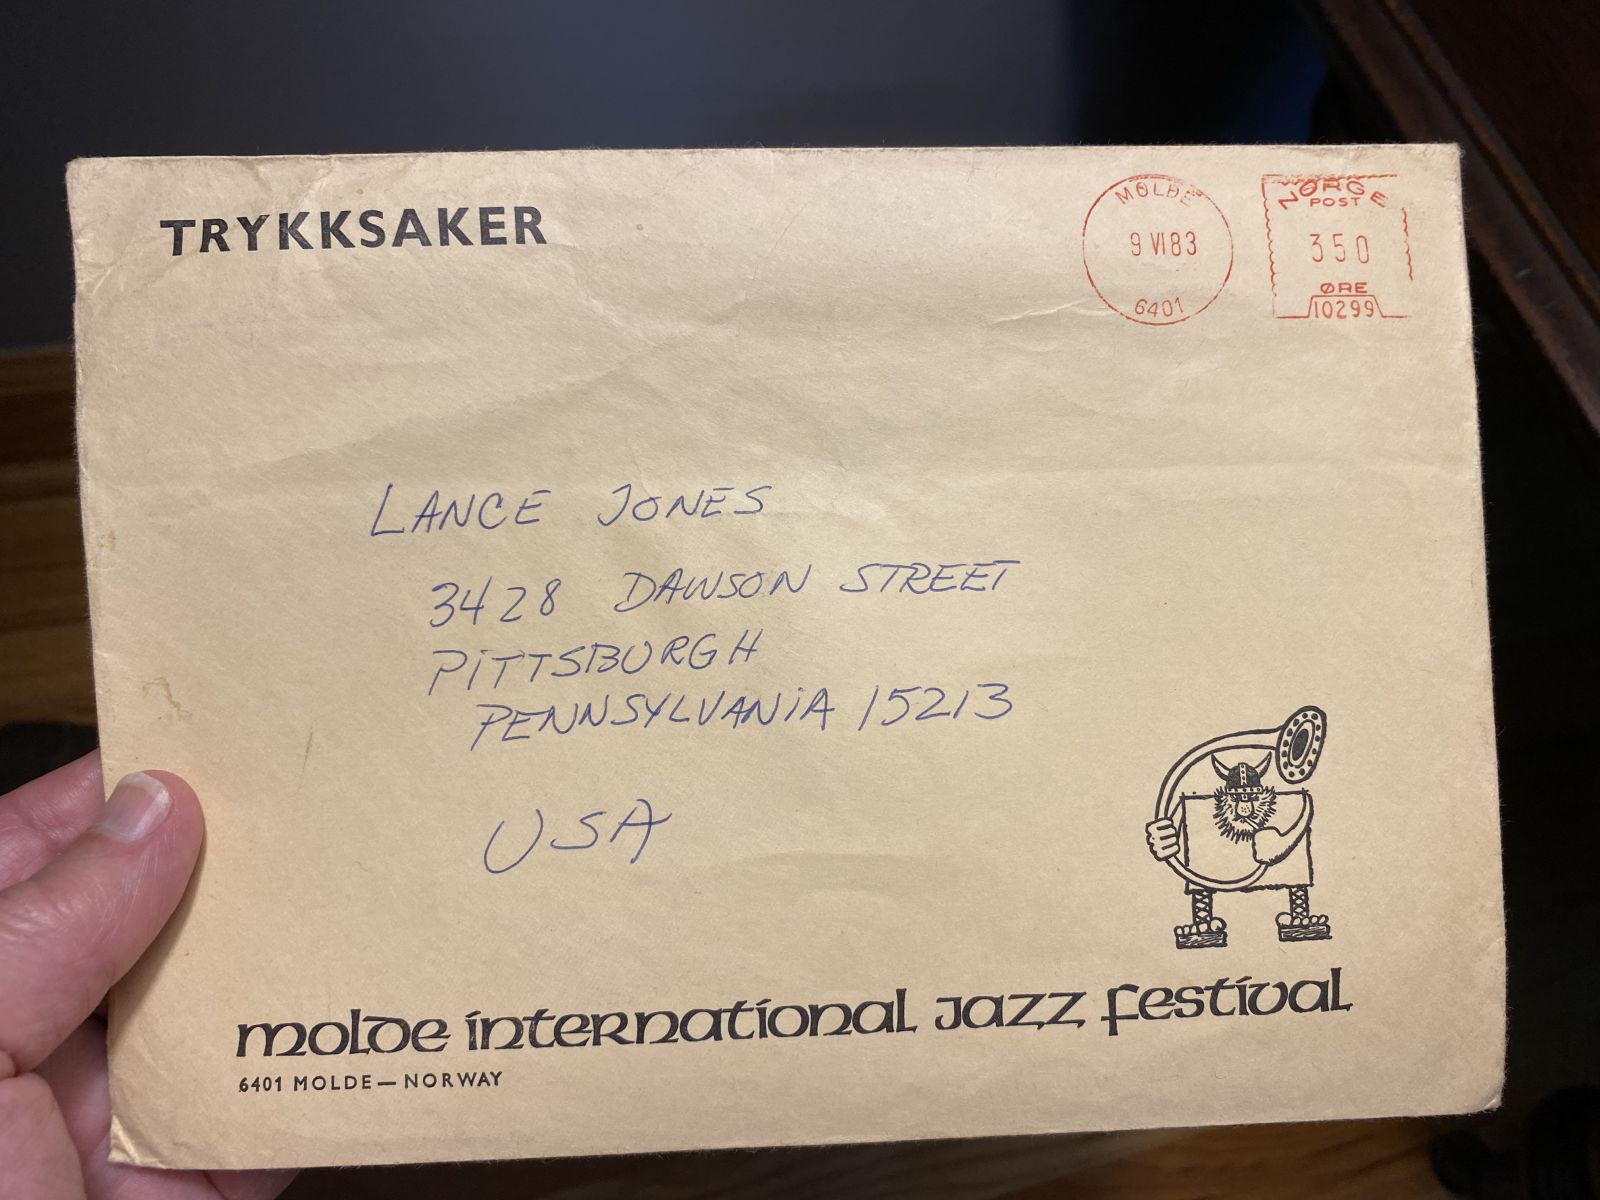 TRYKKSAKER
MOLDE
9 VI 83
6401
NORGE
POST
350
ØRE
10299
LANCE JONES
3428 DAWSON STREET
PITTSBURGH
PENNSYLVANIA 15213
USA
molde international jazz festival
6401 MOLDE — NORWAY